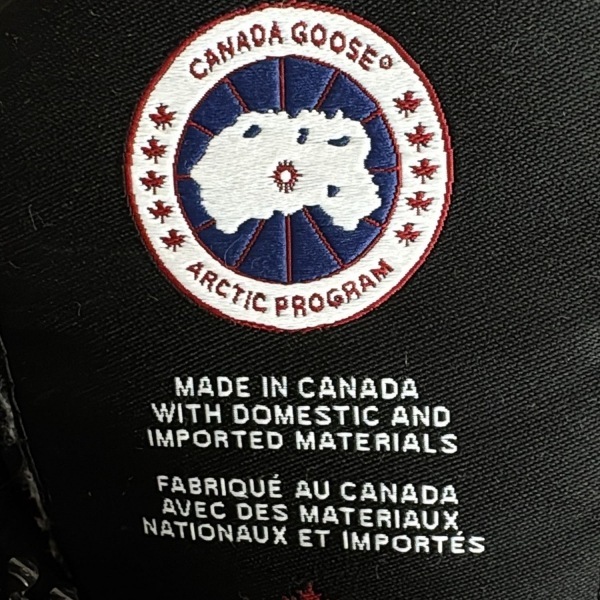 CANADA GOOSE
ARCTIC PROGRAM
MADE IN CANADA
WITH DOMESTIC AND
IMPORTED MATERIALS
FABRIQUÉ AU CANADA
AVEC DES MATERIAUX
NATIONAUX ET IMPORTÉS